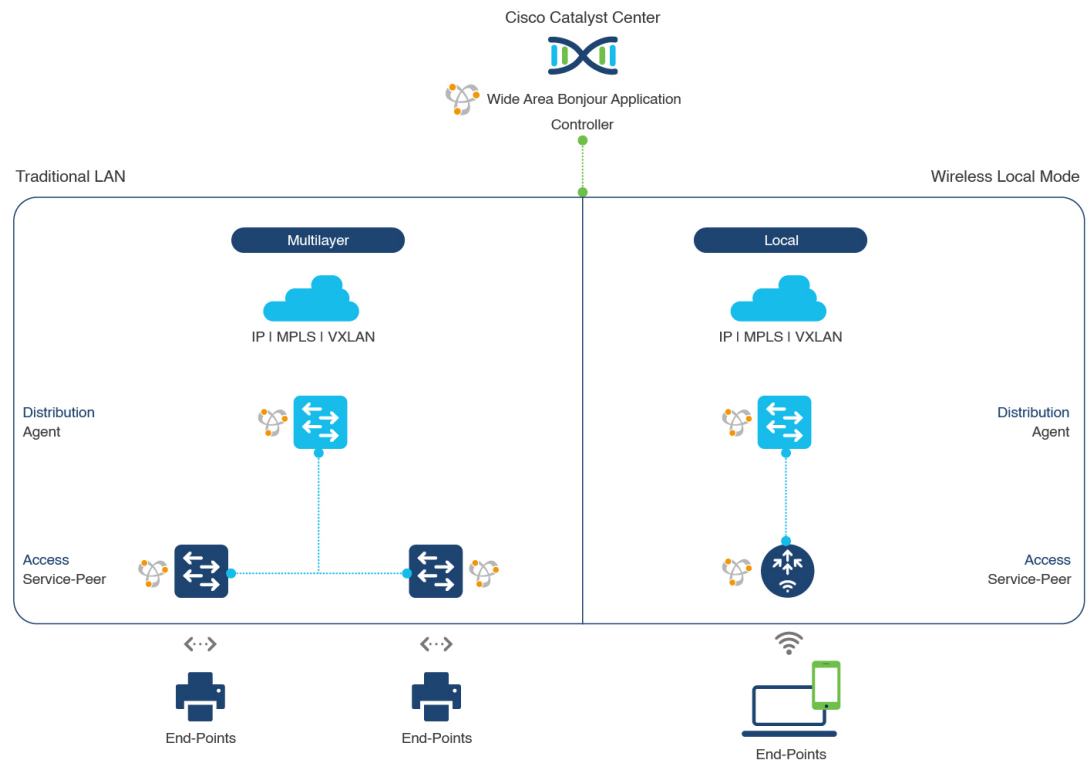 Cisco Catalyst Center
Wide Area Bonjour Application
Controller
Traditional LAN
Wireless Local Mode
Multilayer
Local
IP | MPLS | VXLAN
IP | MPLS | VXLAN
Distribution
Agent
Distribution
Agent
Access
Service-Peer
Access
Service-Peer
End-Points
End-Points
End-Points